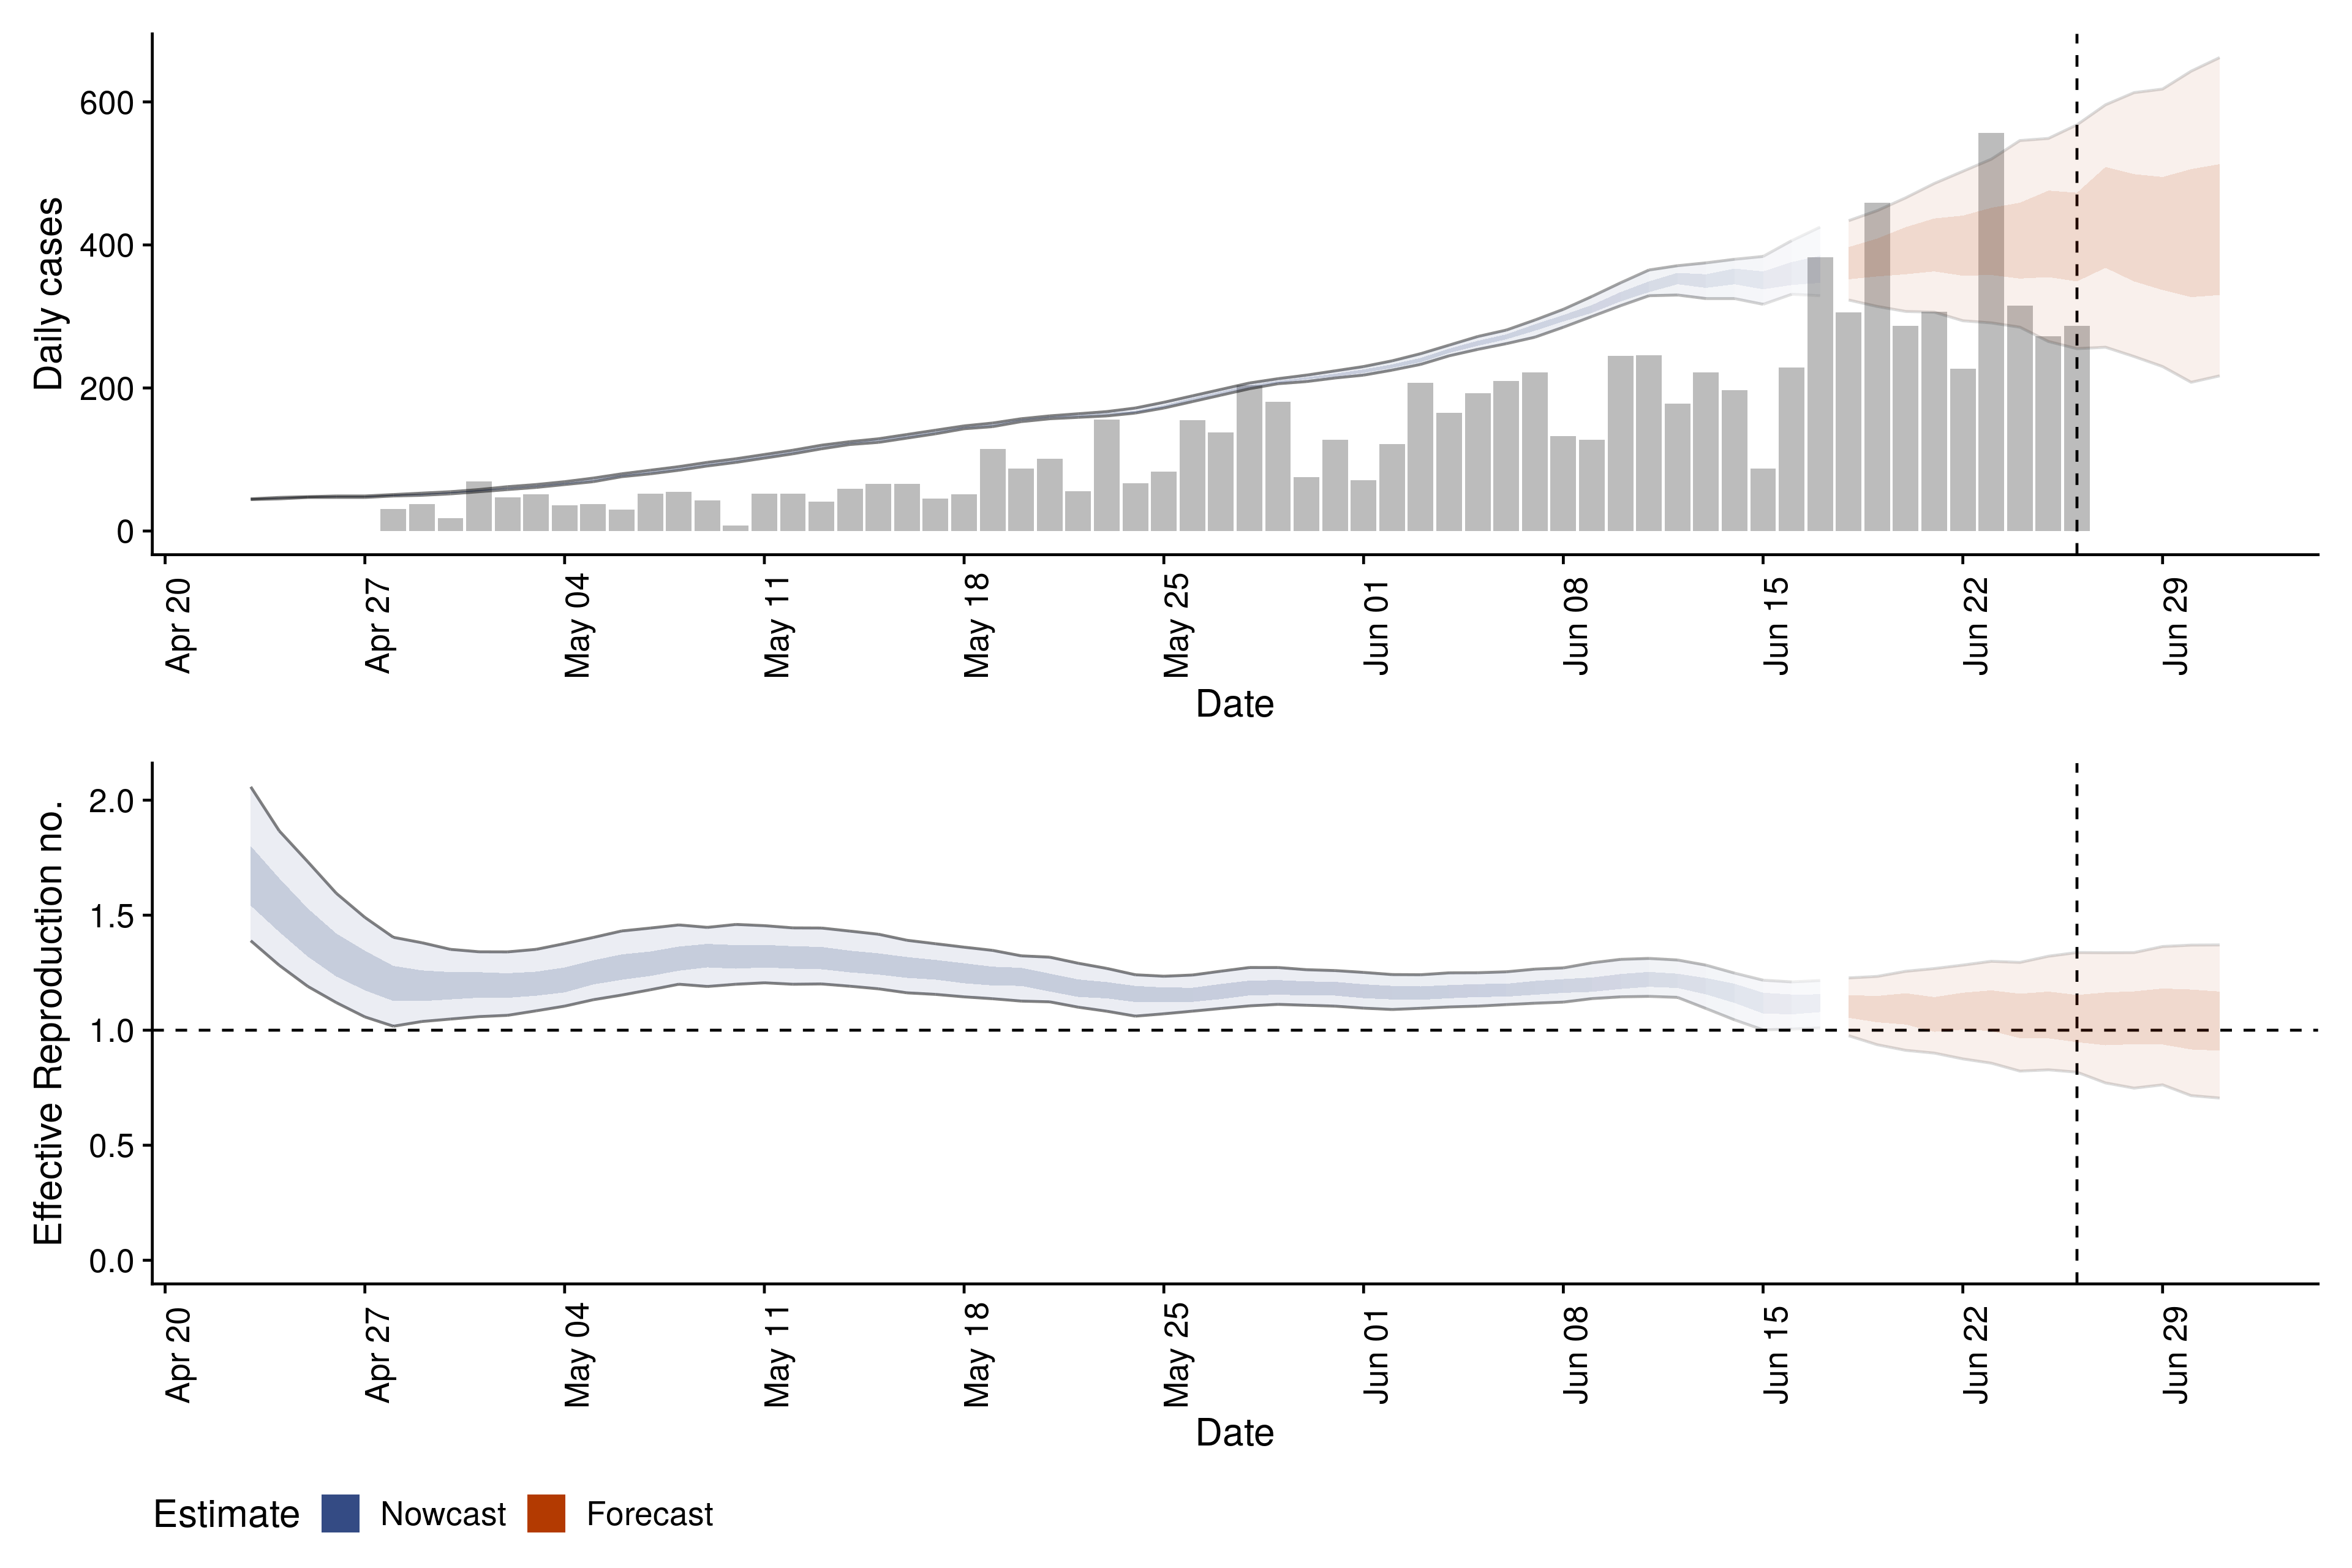 Daily cases
600
400
200
0
Apr 20
Apr 27
May 04
May 11
May 18
May 25
Jun 01
Jun 08
Jun 15
Jun 22
Jun 29
Date
Effective Reproduction no.
2.0
1.5
1.0
0.5
0.0
Apr 20
Apr 27
May 04
May 11
May 18
May 25
Jun 01
Jun 08
Jun 15
Jun 22
Jun 29
Date
Estimate Nowcast Forecast